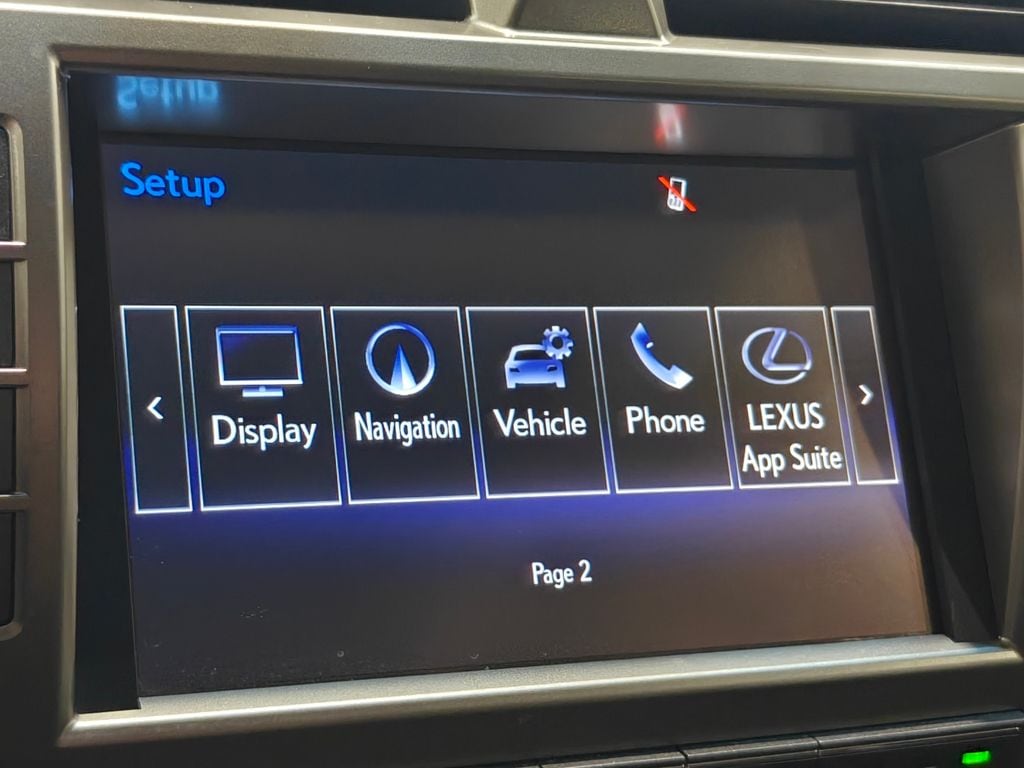 Setup
Display
Navigation
Vehicle
Phone
LEXUS
App Suite
Page 2